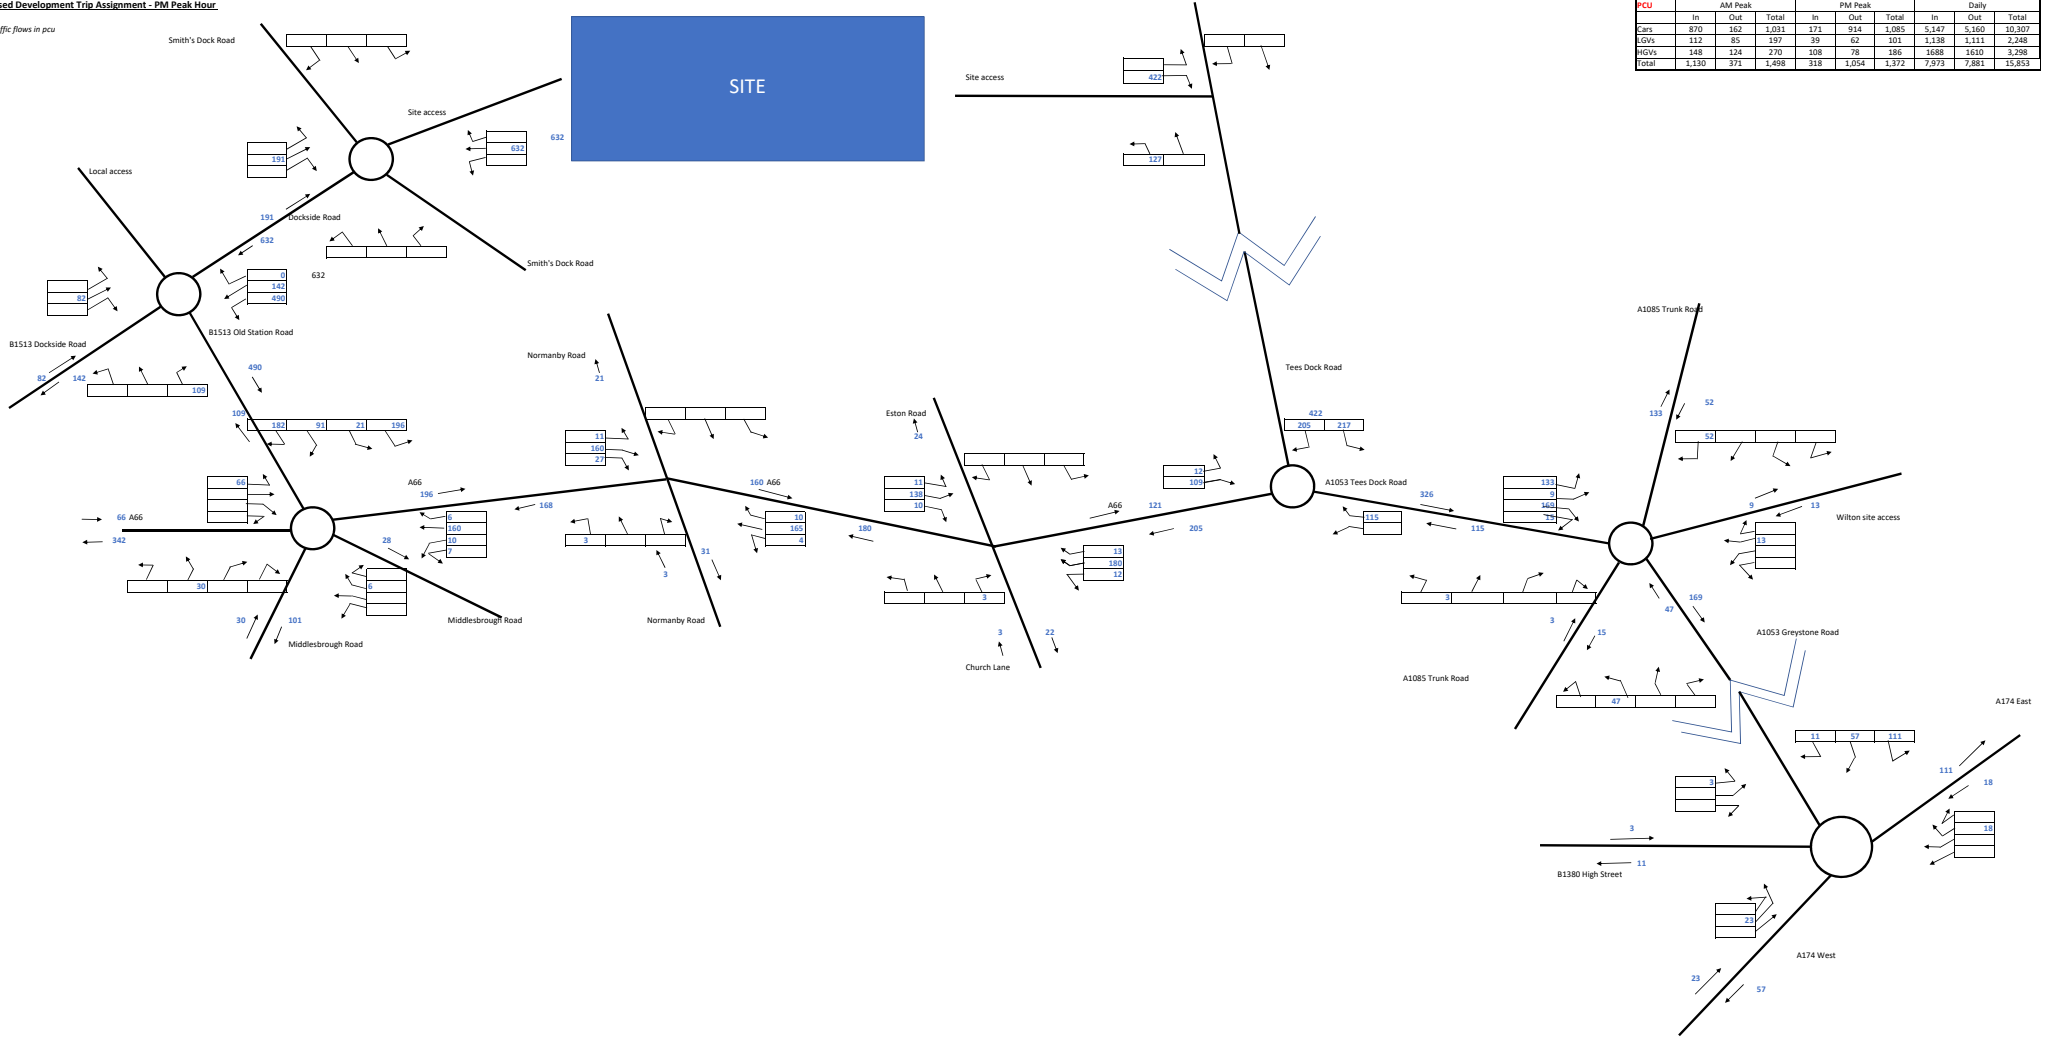 sed Development Trip Assignment - PM Peak Hour
ffic flows in pcu
Smith's Dock Road
SITE
Site access
422
PCU AM Peak PM Peak Daily
In Out Total In Out Total In Out Total
Cars 870 162 1,031 171 914 1,085 5,147 5,160 10,307
LGVs 112 85 197 39 62 101 1,138 1,111 2,248
HGVs 148 124 270 108 78 186 1688 1610 3,298
Total 1,130 371 1,498 318 1,054 1,372 7,973 7,881 15,853
Site access
191
632
632
127
Local access
191
Dockside Road
632
Smith's Dock Road
82
0
142
490
632
B1513 Old Station Road
B1513 Dockside Road
82
142
109
490
109
182 91 21 196
Normanby Road
21
11
160
27
Eston Road
24
Tees Dock Road
422
205 217
A1085 Trunk Road
133
52
52
66
A66
196
168
66 A66
342
28
6
160
10
7
30
6
30
101
Middlesbrough Road
Middlesbrough Road
3
3
31
Normanby Road
160 A66
10
165
4
180
11
138
10
12
109
A66
121
205
13
180
12
3
3
22
Church Lane
A1053 Tees Dock Road
326
115
115
133
9
169
15
9
13
Wilton site access
13
3
3
15
47
169
A1053 Greystone Road
A1085 Trunk Road
47
A174 East
11 57 111
111
18
3
18
3
11
B1380 High Street
23
A174 West
23
57